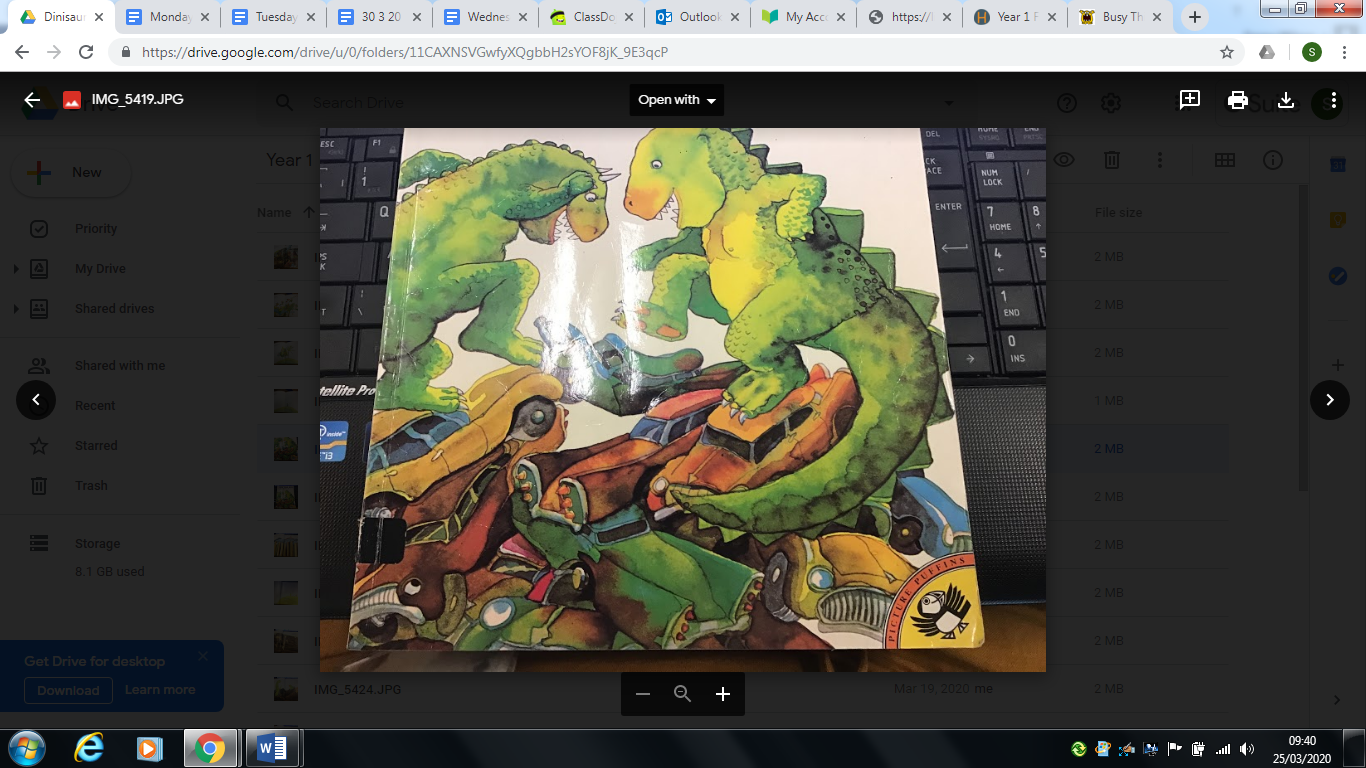 Dinisau
Monday
Tuesday
30 3 20
Wednes
ClassDo
Outlook
My Acc
https://
Year 1 F
Busy Th
https://drive.google.com/drive/u/0/folders/11CAXNSVGwfyXQgbbH2sYOF8jK_9E3qcP
IMG_5419.JPG
Search Drive
Open with
New
Year 1
Name
File size
Priority
My Drive
Shared drives
Shared with me
Recent
Starred
Trash
Storage
8.1 GB used
2 MB
2 MB
2 MB
1 MB
2 MB
2 MB
2 MB
2 MB
2 MB
2 MB
ESC
F1
1
Q
DEL
HOME
NUM
LOCK
ENTER
7
HOME
8
4
5
1
END
0
INS
tellite Pro
inside
PICTURE PUFFINS
Get Drive for desktop
Download
Learn more
IMG_5424.JPG
Mar 19, 2020 me
09:40
25/03/2020